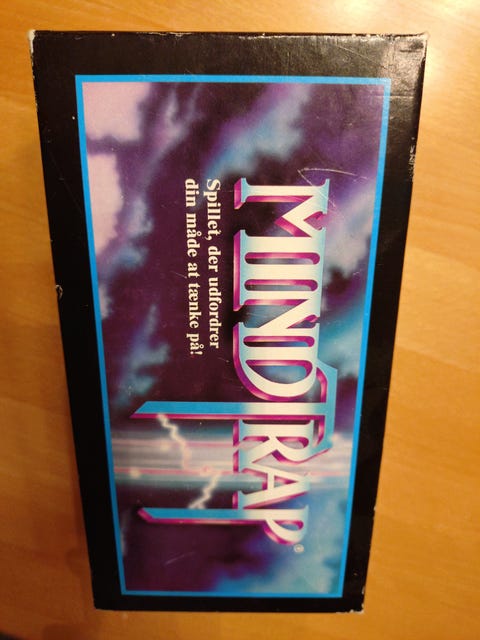 MINDTRAP®
Spillet, der udfordrer
din måde at tænke på!